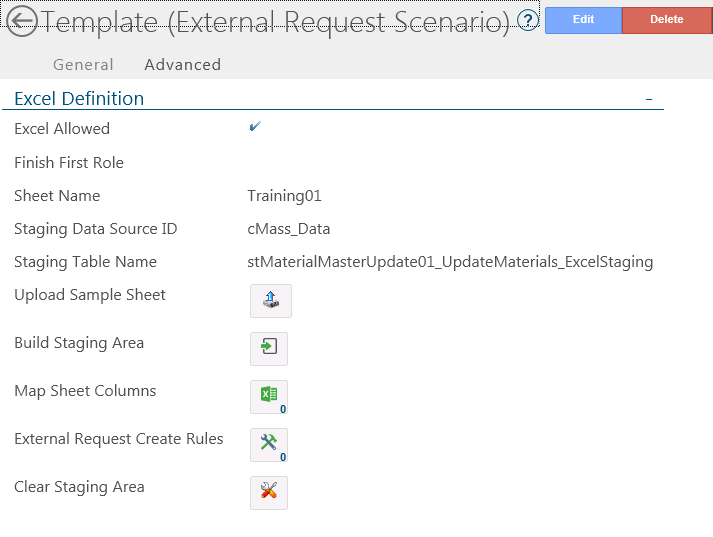 Template (External Request Scenario) ? Edit Delete
General Advanced
Excel Definition -
Excel Allowed
Finish First Role
Sheet Name Training01
Staging Data Source ID cMass_Data
Staging Table Name stMaterialMasterUpdate01_UpdateMaterials_ExcelStaging
Upload Sample Sheet
Build Staging Area
Map Sheet Columns 0
External Request Create Rules 0
Clear Staging Area